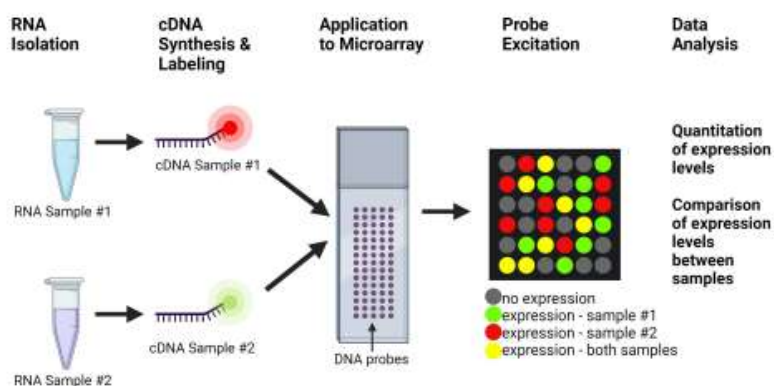 RNA
Isolation
cDNA
Synthesis &
Labeling
Application
to Microarray
Probe
Excitation
Data
Analysis
RNA Sample #1
cDNA Sample #1
RNA Sample #2
cDNA Sample #2
DNA probes
no expression
expression - sample #1
expression - sample #2
expression - both samples
Quantitation
of expression
levels
Comparison
of expression
levels
between
samples